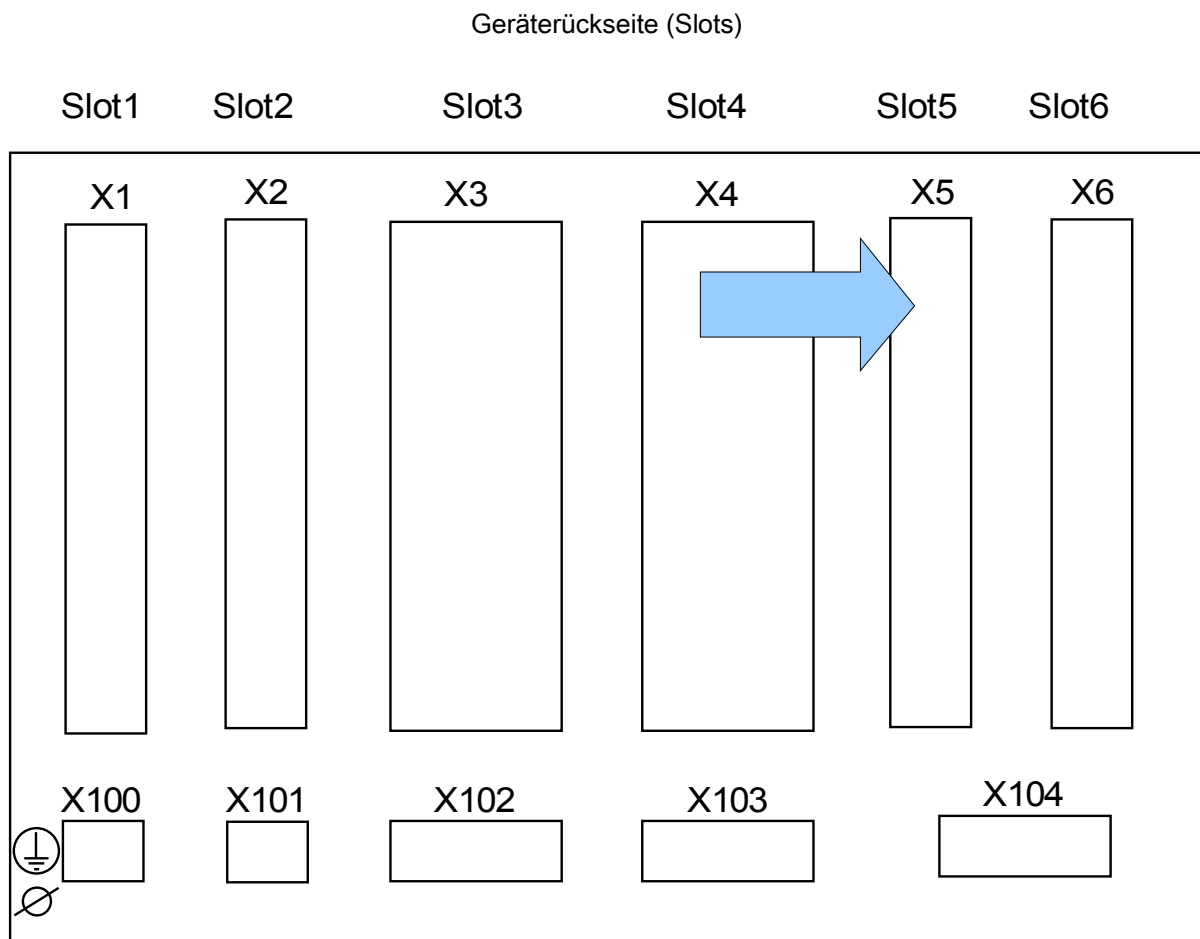 Geräterückseite (Slots)
Slot1 Slot2 Slot3 Slot4 Slot5 Slot6
X1 X2 X3 X4 X5 X6
X100 X101 X102 X103 X104